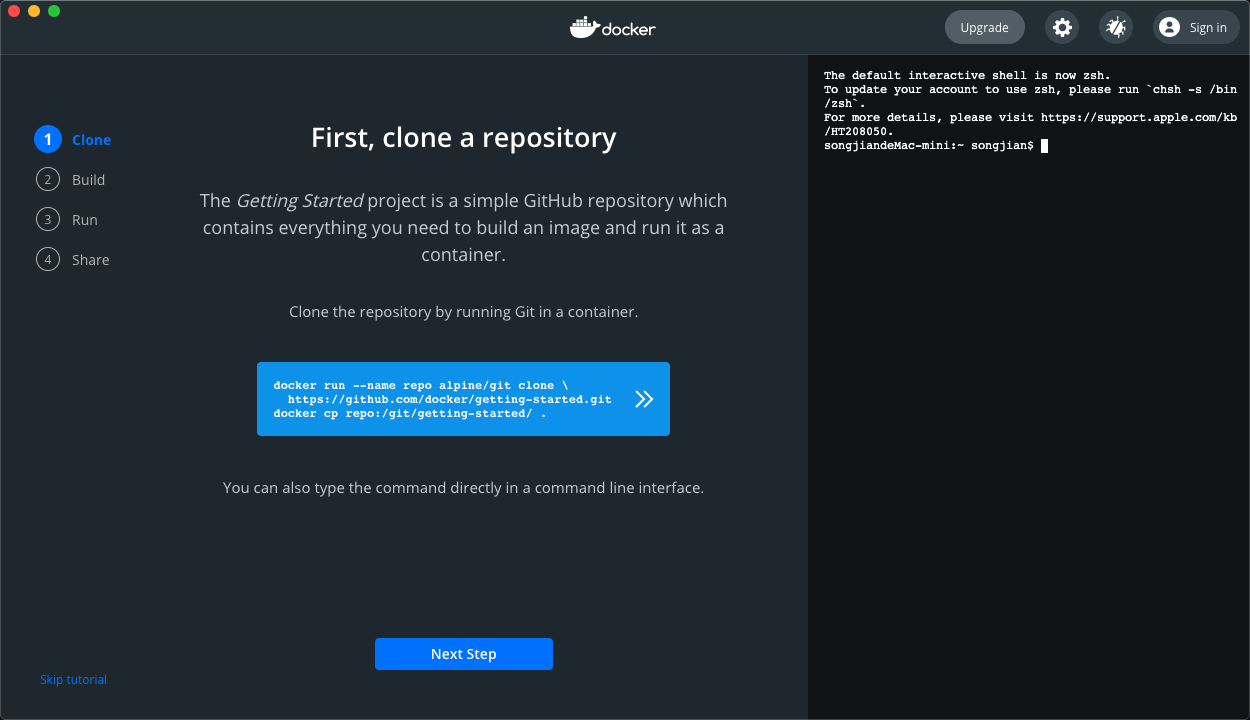 docker
Upgrade
Sign in
1 Clone
2 Build
3 Run
4 Share
First, clone a repository
The Getting Started project is a simple GitHub repository which
contains everything you need to build an image and run it as a
container.
Clone the repository by running Git in a container.
docker run --name repo alpine/git clone \
  https://github.com/docker/getting-started.git
docker cp repo:/git/getting-started/ .
You can also type the command directly in a command line interface.
Next Step
Skip tutorial
The default interactive shell is now zsh.
To update your account to use zsh, please run `chsh -s /bin
/zsh`.
For more details, please visit https://support.apple.com/kb
/HT208050.
songjiandeMac-mini:~ songjian$